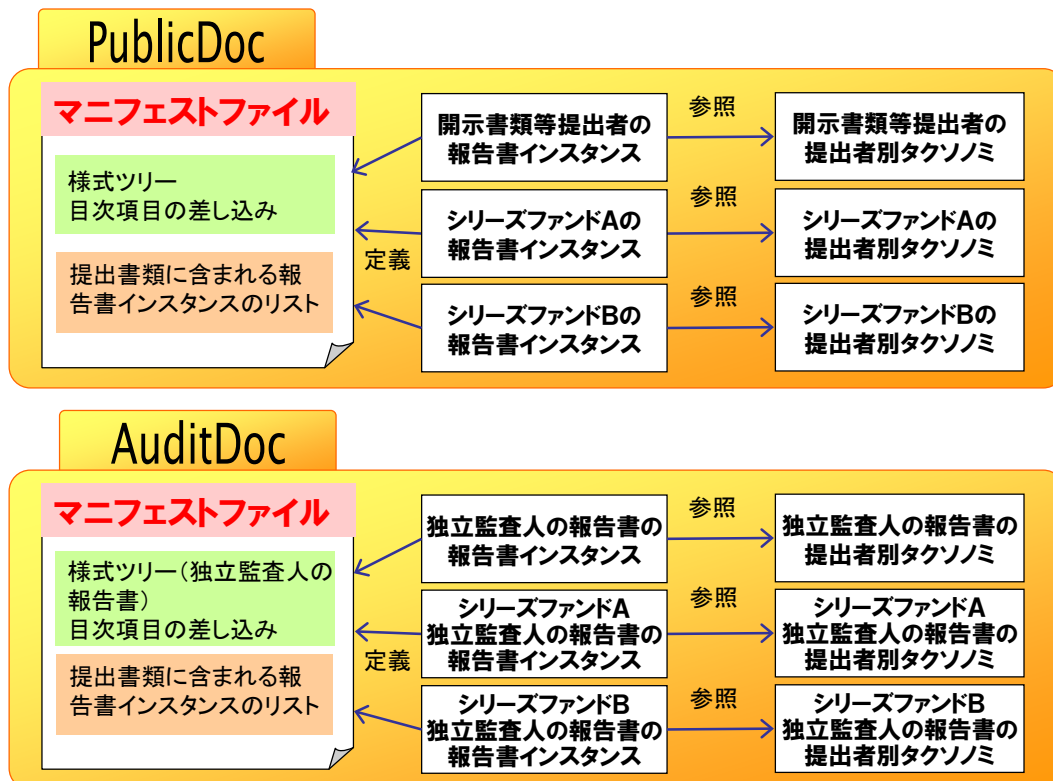 PublicDoc
マニフェストファイル
様式ツリー
目次項目の差し込み
提出書類に含まれる報
告書インスタンスのリスト
定義
開示書類等提出者の
報告書インスタンス
参照
開示書類等提出者の
提出者別タクソノミ
シリーズファンドAの
報告書インスタンス
参照
シリーズファンドAの
提出者別タクソノミ
シリーズファンドBの
報告書インスタンス
参照
シリーズファンドBの
提出者別タクソノミ
AuditDoc
マニフェストファイル
様式ツリー（独立監査人の
報告書）
目次項目の差し込み
提出書類に含まれる報
告書インスタンスのリスト
定義
独立監査人の報告書の
報告書インスタンス
参照
独立監査人の報告書の
提出者別タクソノミ
シリーズファンドA
独立監査人の報告書の
報告書インスタンス
参照
シリーズファンドA
独立監査人の報告書の
提出者別タクソノミ
シリーズファンドB
独立監査人の報告書の
報告書インスタンス
参照
シリーズファンドB
独立監査人の報告書の
提出者別タクソノミ